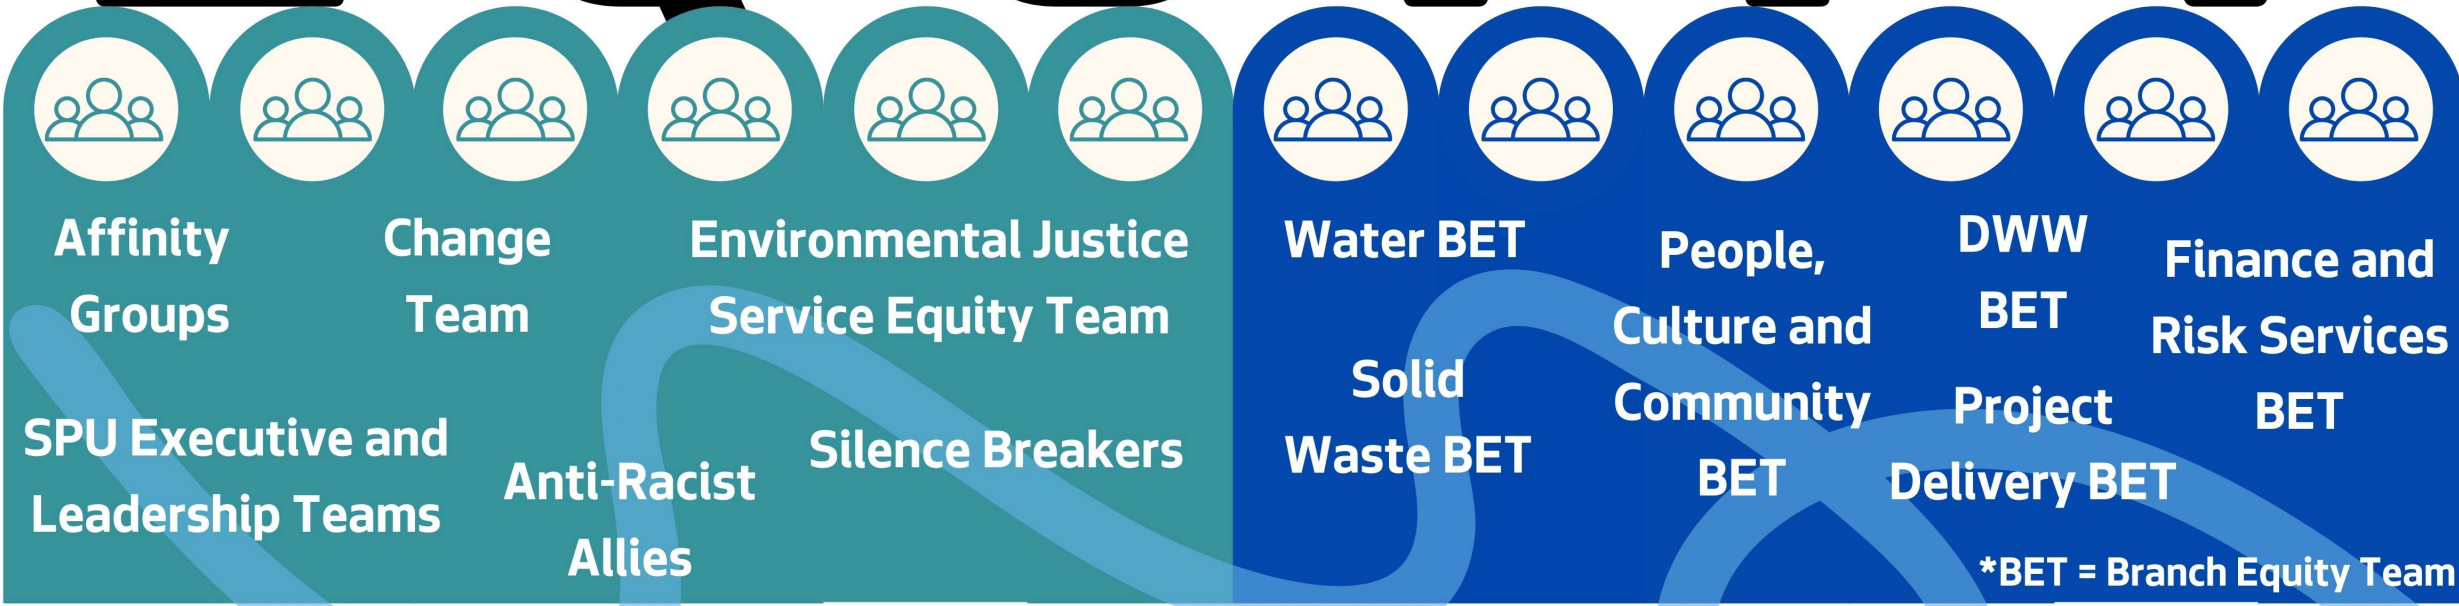 Affinity
Groups
Change
Team
Environmental Justice
Service Equity Team
SPU Executive and
Leadership Teams
Anti-Racist
Allies
Silence Breakers
Water BET
Solid
Waste BET
People,
Culture and
Community
BET
DWW
BET
Project
Delivery BET
Finance and
Risk Services
BET
*BET = Branch Equity Team